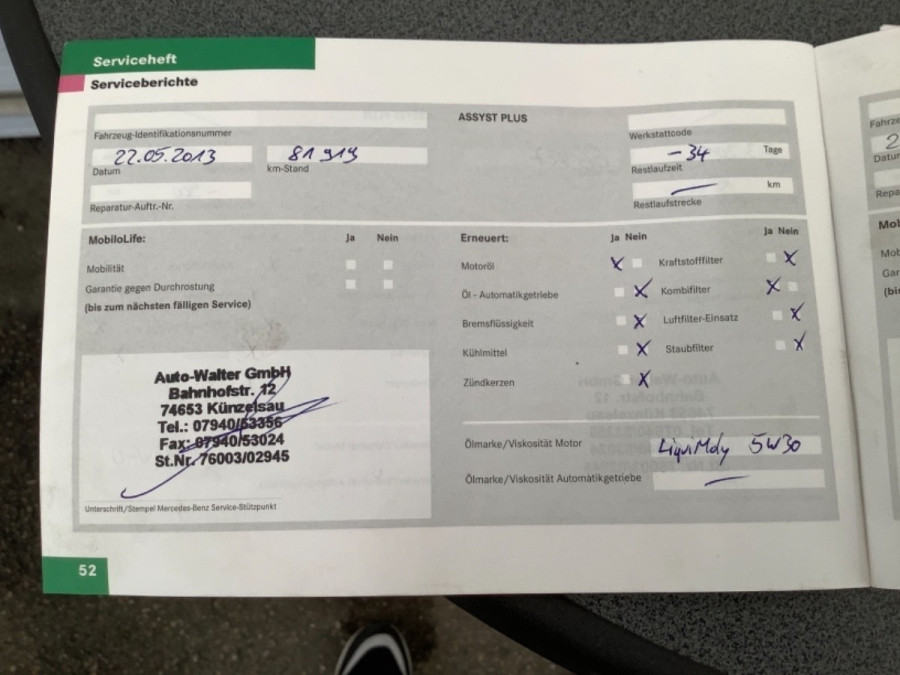 Serviceheft
Serviceberichte
Fahrzeug-Identifikationsnummer
ASSYST PLUS
Werkstattcode
22.05.2013
Datum
81 919
km-Stand
-34 Tage
Restlaufzeit
— km
Restlaufstrecke
Reparatur-Auftr.-Nr.
MobiloLife: Ja Nein
Mobilität
Garantie gegen Durchrostung
(bis zum nächsten fälligen Service)
Erneuert: Ja Nein Ja Nein
Motoröl X Kraftstofffilter X
Öl - Automatikgetriebe X Kombifilter X
Bremsflüssigkeit X Luftfilter-Einsatz X
Kühlmittel X Staubfilter X
Zündkerzen X
Auto-Walter GmbH
Bahnhofstr. 12
74653 Künzelsau
Tel.: 07940/53356
Fax: 07940/53024
St.Nr. 76003/02945
Unterschrift/Stempel Mercedes-Benz Service-Stützpunkt
Ölmarke/Viskosität Motor LiquiMoly 5W30
Ölmarke/Viskosität Automatikgetriebe —
52